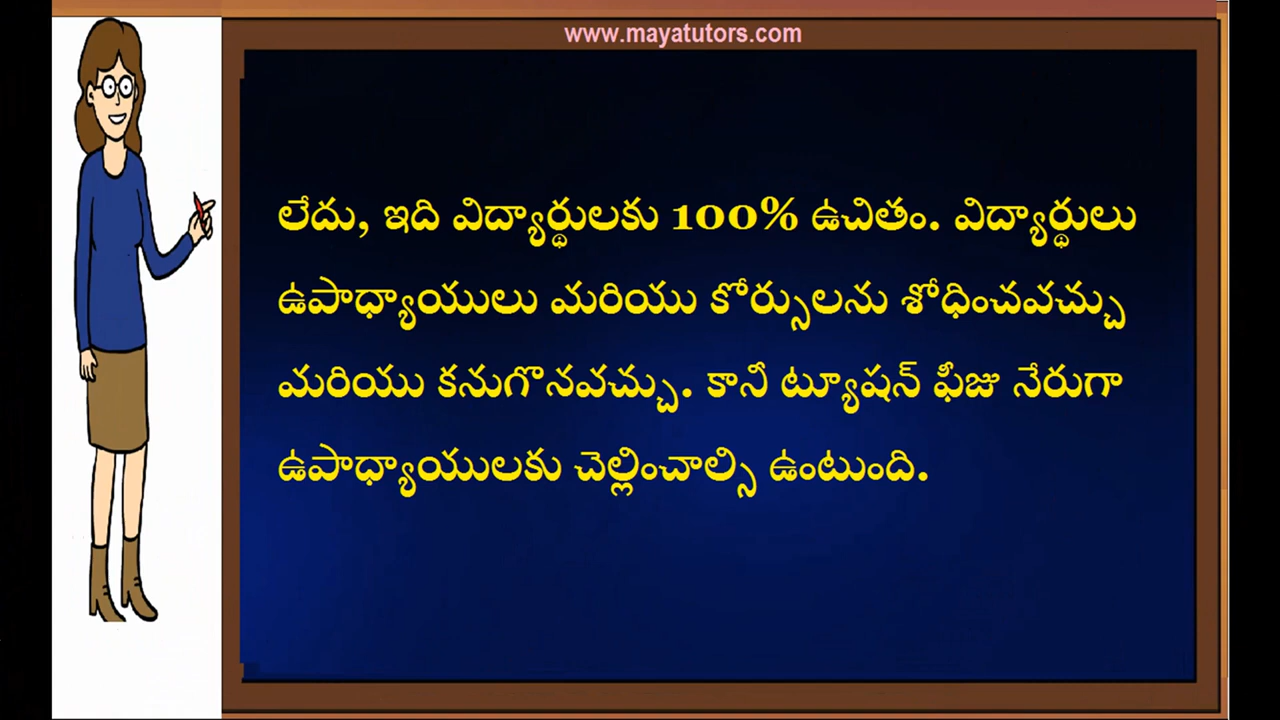 www.mayatutors.com
లేదు, ఇది విద్యార్థులకు 100% ఉచితం. విద్యార్థులు
ఉపాధ్యాయులు మరియు కోర్సులను శోధించవచ్చు
మరియు కనుగొనవచ్చు. కానీ ట్యూషన్ ఫీజు నేరుగా
ఉపాధ్యాయులకు చెల్లించాల్సి ఉంటుంది.